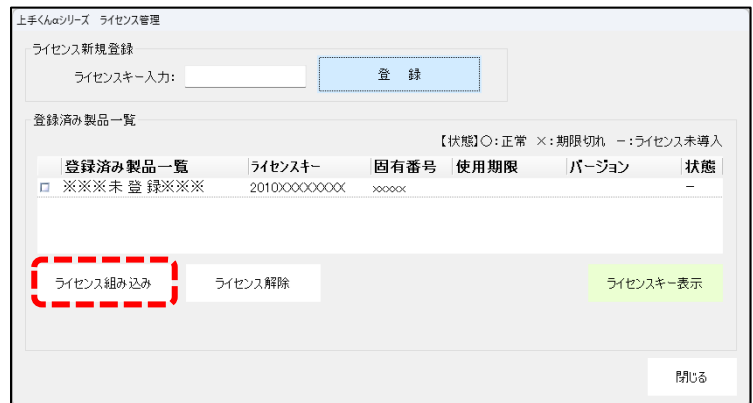 上手くんαシリーズ ライセンス管理
ライセンス新規登録
ライセンスキー入力:
登 録
登録済み製品一覧
【状態】○:正常 ×:期限切れ －:ライセンス未導入
登録済み製品一覧 ライセンスキー 固有番号 使用期限 バージョン 状態
※※※未 登 録※※※ 2010XXXXXXXX xxxxx －
ライセンス組み込み ライセンス解除 ライセンスキー表示
閉じる